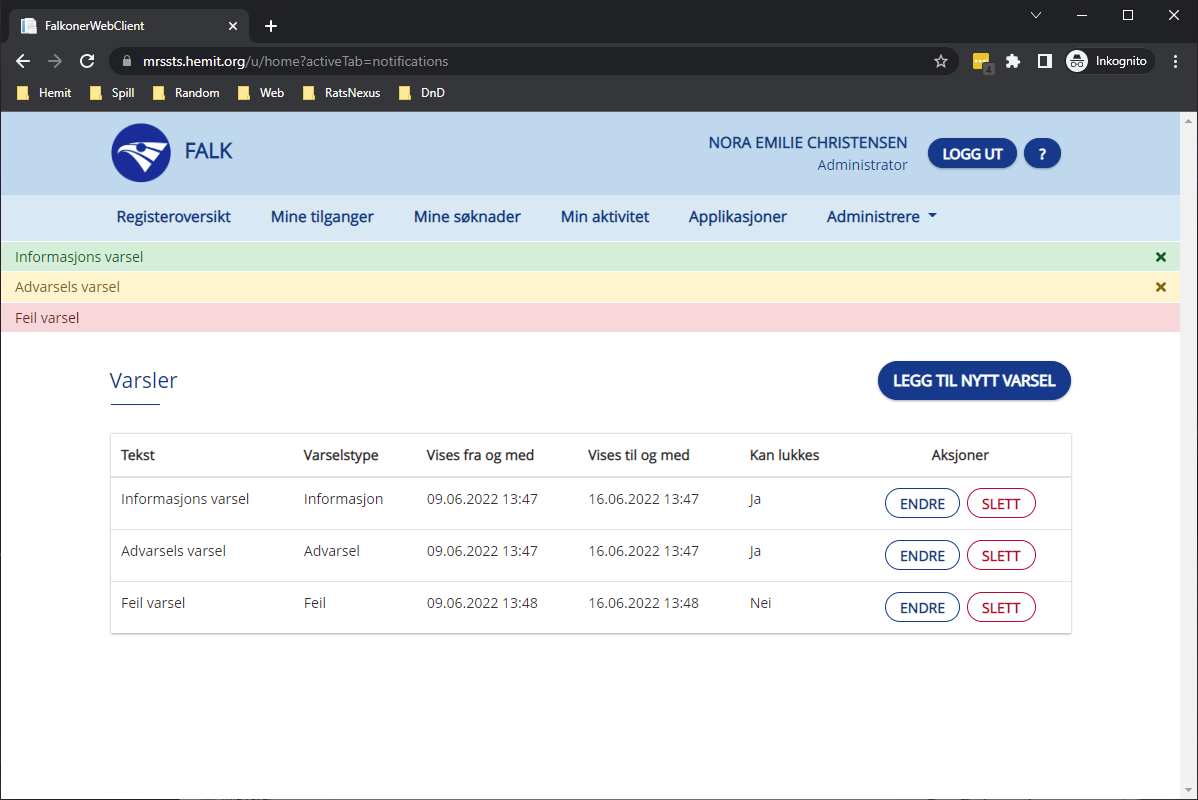 FalkonerWebClient
mrssts.hemit.org/u/home?activeTab=notifications
4
Inkognito
Hemit Spill Random Web RatsNexus DnD
FALK
NORA EMILIE CHRISTENSEN
Administrator
LOGG UT ?
Registeroversikt Mine tilganger Mine søknader Min aktivitet Applikasjoner Administrere
Informasjons varsel
Advarsels varsel
Feil varsel
Varsler
LEGG TIL NYTT VARSEL
Tekst Varselstype Vises fra og med Vises til og med Kan lukkes Aksjoner
Informasjons varsel Informasjon 09.06.2022 13:47 16.06.2022 13:47 Ja ENDRE SLETT
Advarsels varsel Advarsel 09.06.2022 13:47 16.06.2022 13:47 Ja ENDRE SLETT
Feil varsel Feil 09.06.2022 13:48 16.06.2022 13:48 Nei ENDRE SLETT